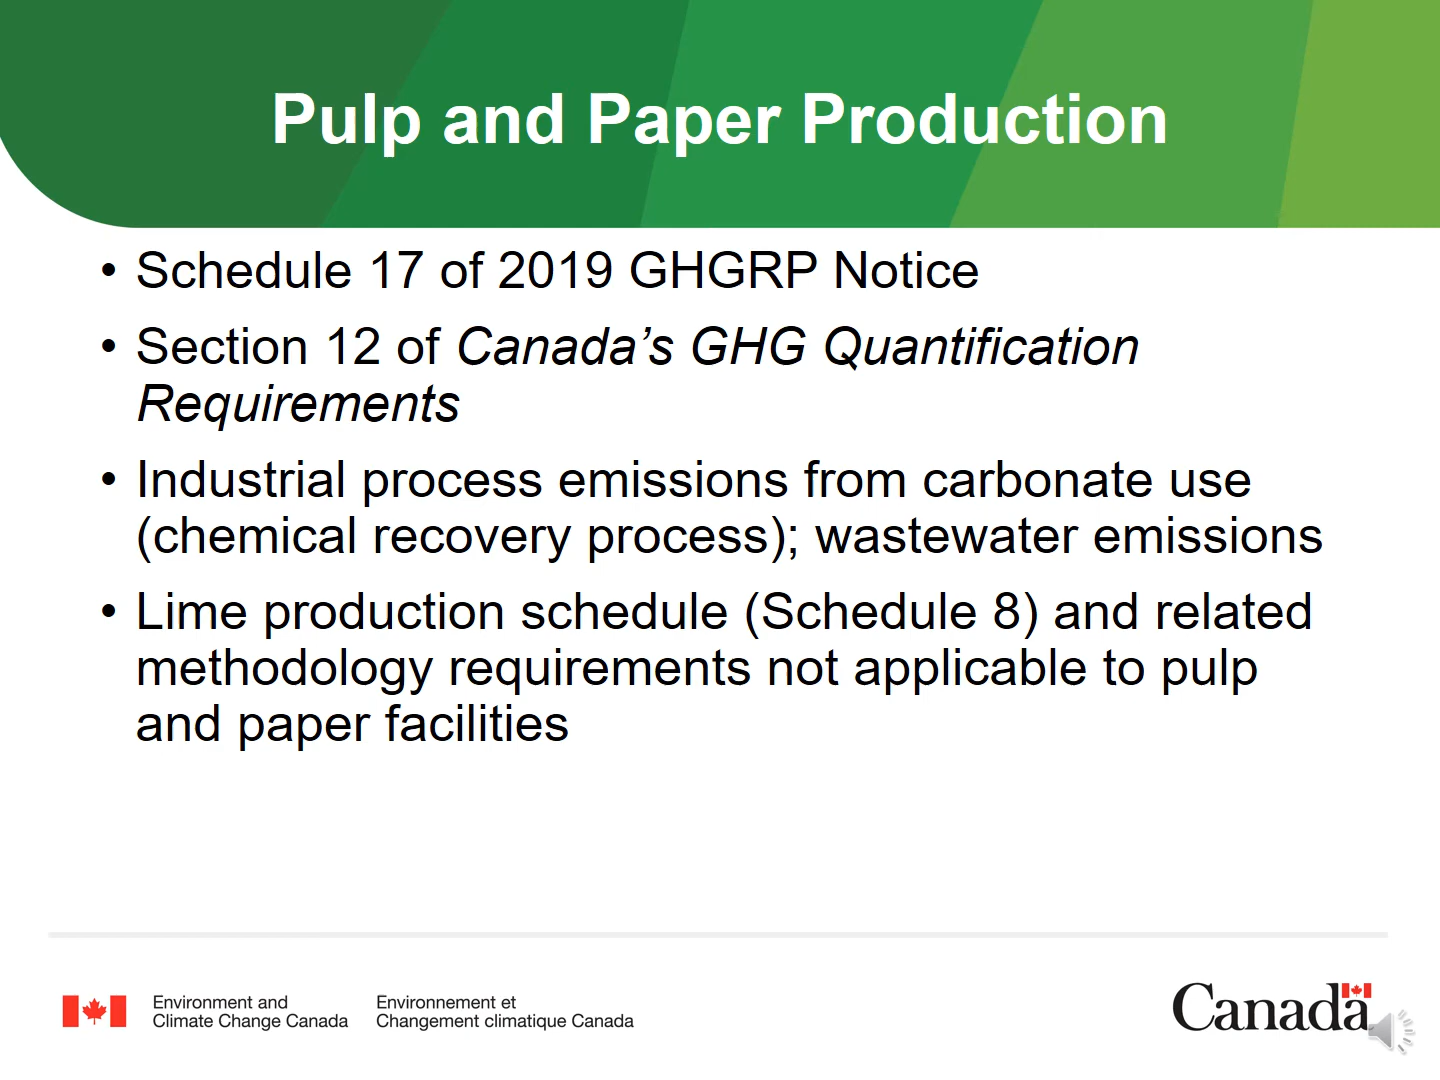 Pulp and Paper Production
• Schedule 17 of 2019 GHGRP Notice
• Section 12 of Canada’s GHG Quantification
Requirements
• Industrial process emissions from carbonate use
(chemical recovery process); wastewater emissions
• Lime production schedule (Schedule 8) and related
methodology requirements not applicable to pulp
and paper facilities
Environment and
Climate Change Canada
Environnement et
Changement climatique Canada
Canada